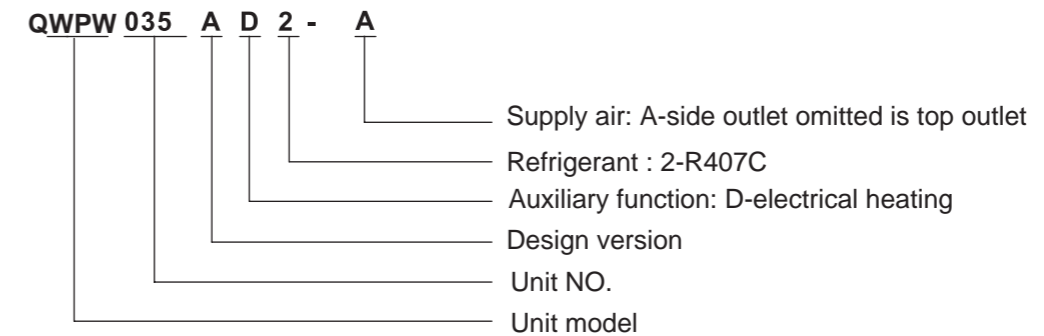 QWPW 035 A D 2 - A
Supply air: A-side outlet omitted is top outlet
Refrigerant : 2-R407C
Auxiliary function: D-electrical heating
Design version
Unit NO.
Unit model